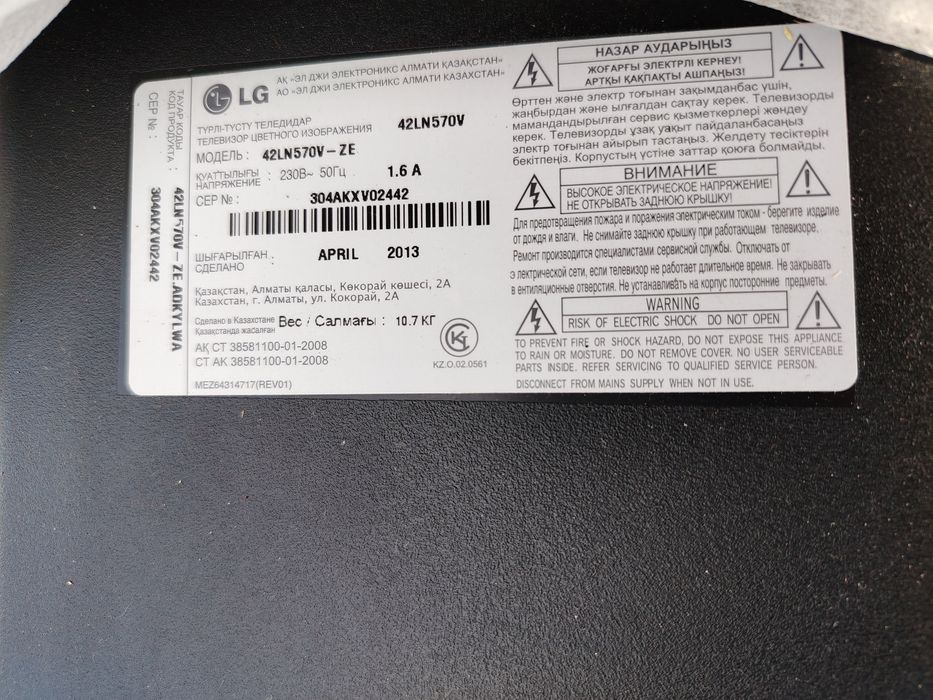 ТАУАР КОДЫ
КОД ПРОДУКТА : 42LN570V-ZE.ADKYLWA
СЕР № : 304AKXV02442
LG
АҚ «ЭЛ ДЖИ ЭЛЕКТРОНИКС АЛМАТИ ҚАЗАҚСТАН»
АО «ЭЛ ДЖИ ЭЛЕКТРОНИКС АЛМАТИ КАЗАХСТАН»
ТҮРЛІ-ТҮСТҮ ТЕЛЕДИДАР
ТЕЛЕВИЗОР ЦВЕТНОГО ИЗОБРАЖЕНИЯ 42LN570V
МОДЕЛЬ : 42LN570V-ZE
ҚУАТТЫЛЫҒЫ
НАПРЯЖЕНИЕ : 230В~ 50Гц 1.6 A
СЕР № : 304AKXV02442
ШЫҒАРЫЛҒАН
СДЕЛАНО : APRIL 2013
Қазақстан, Алматы қаласы, Көкорай көшесі, 2А
Казахстан, г. Алматы, ул. Кокорай, 2А
Сделано в Казахстане
Қазақстанда жасалған Вес / Салмағы : 10.7 КГ
АҚ СТ 38581100-01-2008
СТ АК 38581100-01-2008
KZ.O.02.0561
MEZ64314717(REV01)
НАЗАР АУДАРЫҢЫЗ
ЖОҒАРҒЫ ЭЛЕКТРЛІ КЕРНЕУ!
АРТҚЫ ҚАҚПАҚТЫ АШПАҢЫЗ!
Өрттен және электр тоғынан зақымданбас үшін,
жаңбырдан және ылғалдан сақтау керек. Телевизорды
мамандандырылған сервис қызметкерлері жөндеу
керек. Телевизорды ұзақ уақыт пайдаланбасаңыз
электр тоғынан айырып тастаңыз. Желдету тесіктерін
бекітпеңіз. Корпустың үстіне заттар қоюға болмайды.
ВНИМАНИЕ
ВЫСОКОЕ ЭЛЕКТРИЧЕСКОЕ НАПРЯЖЕНИЕ!
НЕ ОТКРЫВАТЬ ЗАДНЮЮ КРЫШКУ!
Для предотвращения пожара и поражения электрическим током - берегите изделие
от дождя и влаги. Не снимайте заднюю крышку при работающем телевизоре.
Ремонт производится специалистами сервисной службы. Отключать от
электрической сети, если телевизор не работает длительное время. Не закрывать
вентиляционные отверстия. Не устанавливать на корпус посторонние предметы.
WARNING
RISK OF ELECTRIC SHOCK DO NOT OPEN
TO PREVENT FIRE OR SHOCK HAZARD, DO NOT EXPOSE THIS APPLIANCE
TO RAIN OR MOISTURE. DO NOT REMOVE COVER. NO USER SERVICEABLE
PARTS INSIDE. REFER SERVICING TO QUALIFIED SERVICE PERSON.
DISCONNECT FROM MAINS SUPPLY WHEN NOT IN USE.